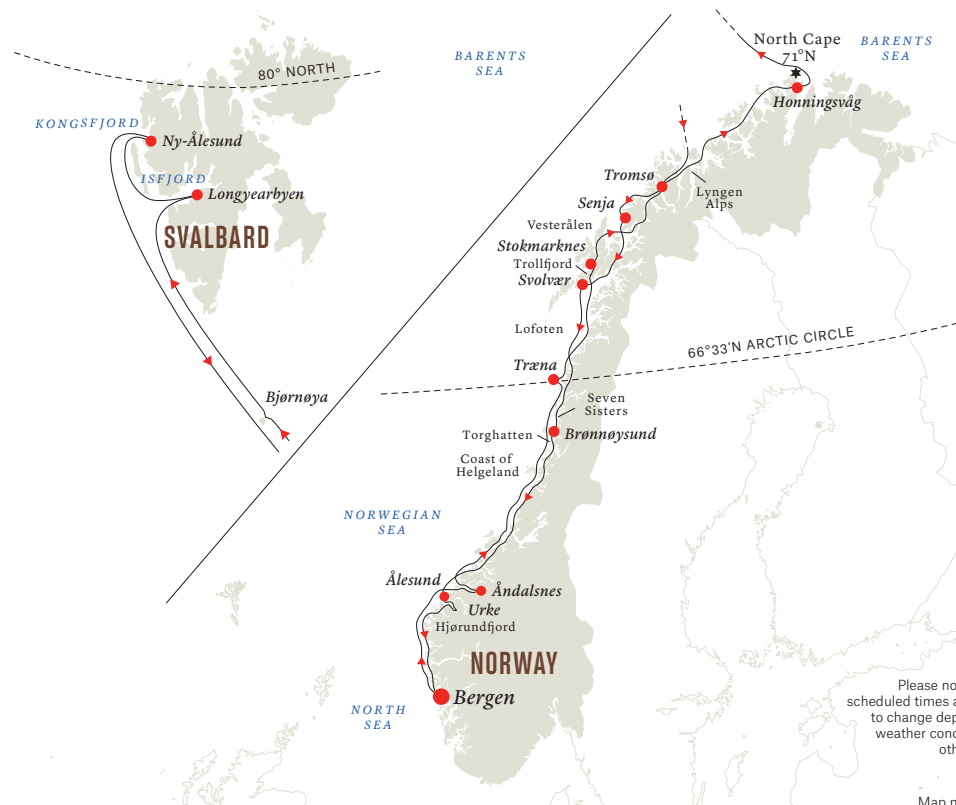 80° NORTH
BARENTS
SEA
North Cape
71°N
BARENTS
SEA
Honningsvåg
KONGSFJORD
Ny-Ålesund
ISFJORD
Longyearbyen
SVALBARD
Tromsø
Lyngen
Alps
Senja
Vesterålen
Stokmarknes
Trollfjord
Svolvær
Lofoten
66°33'N ARCTIC CIRCLE
Træna
Bjørnøya
Seven
Sisters
Torghatten
Brønnøysund
Coast of
Helgeland
NORWEGIAN
SEA
Ålesund
Åndalsnes
Urke
Hjørundfjord
NORWAY
Bergen
NORTH
SEA
Please no
scheduled times a
to change dep
weather conc
oth
Map m